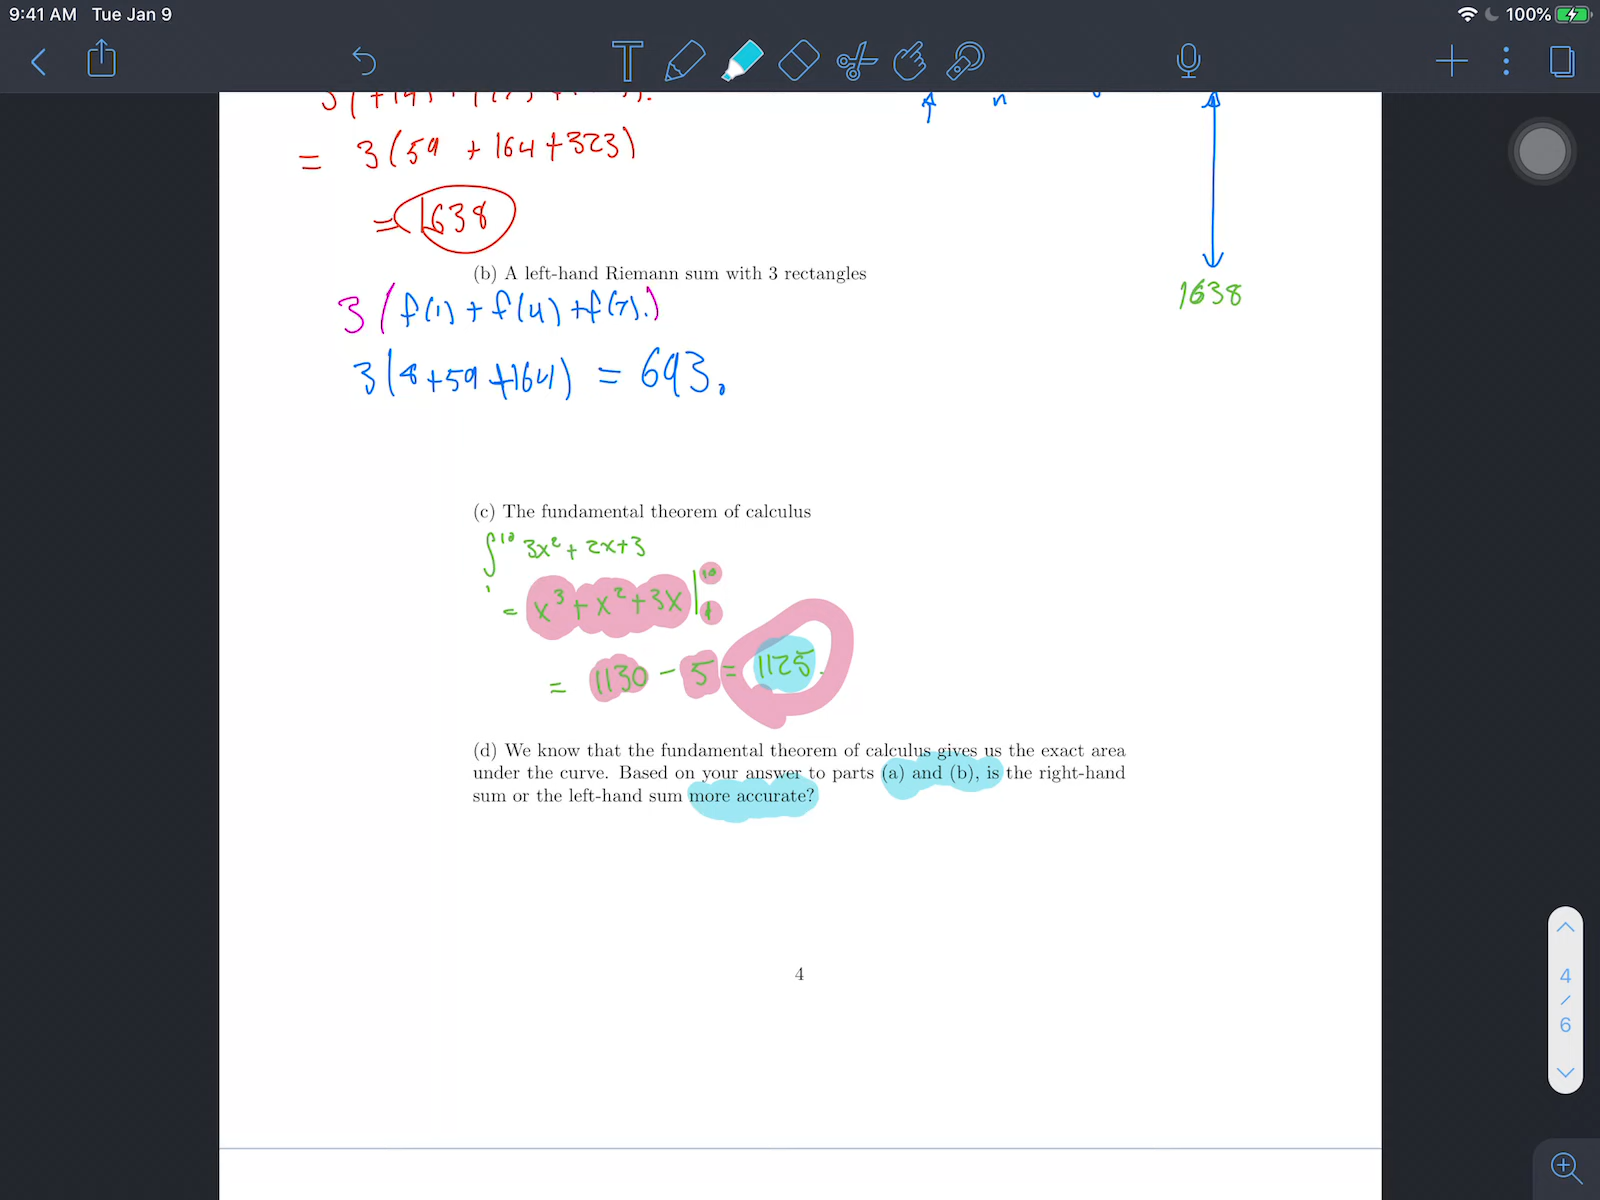 9:41 AM Tue Jan 9
100%
= 3(59 + 164 + 323)
= 1638
(b) A left-hand Riemann sum with 3 rectangles
3(f(1) + f(4) + f(7).)
1638
3(8+59+164) = 693.
(c) The fundamental theorem of calculus
∫₁¹⁰ 3x² + 2x+3
= x³ + x² + 3x |₁¹⁰
= 1130 - 5 = 1125.
(d) We know that the fundamental theorem of calculus gives us the exact area
under the curve. Based on your answer to parts (a) and (b), is the right-hand
sum or the left-hand sum more accurate?
4
4
/
6